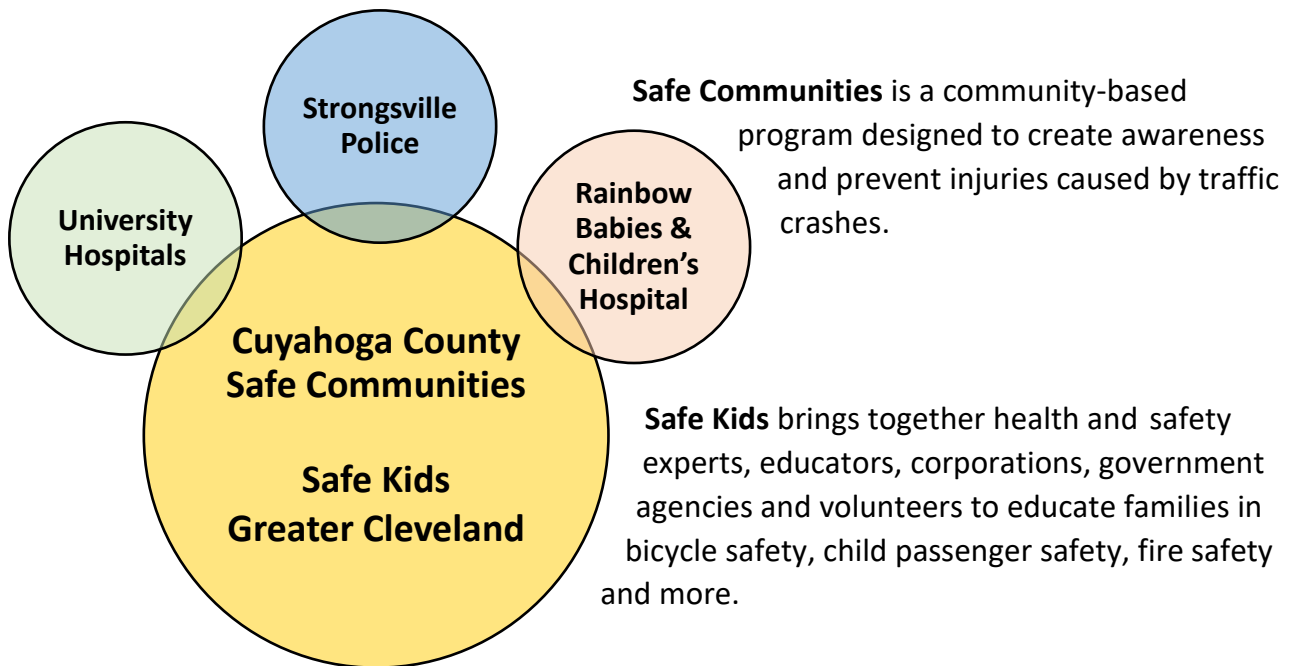 Strongsville
Police
University
Hospitals
Rainbow
Babies &
Children’s
Hospital
Cuyahoga County
Safe Communities
Safe Kids
Greater Cleveland
Safe Communities is a community-based
program designed to create awareness
and prevent injuries caused by traffic
crashes.
Safe Kids brings together health and safety
experts, educators, corporations, government
agencies and volunteers to educate families in
bicycle safety, child passenger safety, fire safety
and more.